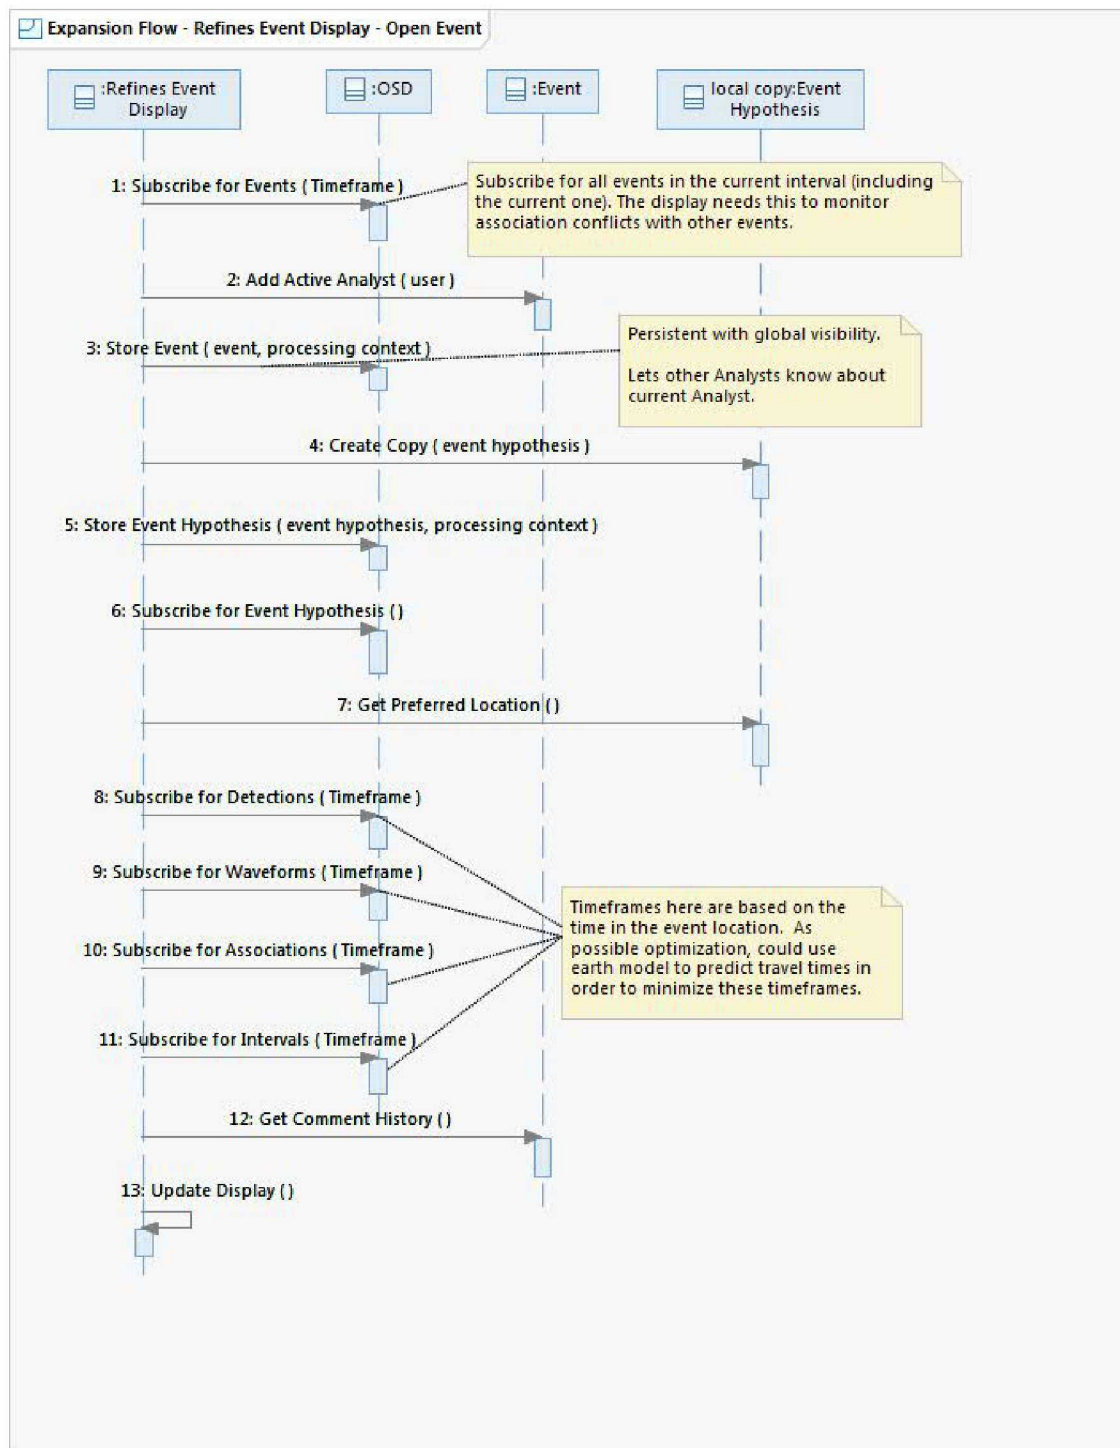 Expansion Flow - Refines Event Display - Open Event
:Refines Event
Display
:OSD
:Event
local copy:Event
Hypothesis
1: Subscribe for Events ( Timeframe )
Subscribe for all events in the current interval (including
the current one). The display needs this to monitor
association conflicts with other events.
2: Add Active Analyst ( user )
3: Store Event ( event, processing context )
Persistent with global visibility.
Lets other Analysts know about
current Analyst.
4: Create Copy ( event hypothesis )
5: Store Event Hypothesis ( event hypothesis, processing context )
6: Subscribe for Event Hypothesis ( )
7: Get Preferred Location ( )
8: Subscribe for Detections ( Timeframe )
9: Subscribe for Waveforms ( Timeframe )
10: Subscribe for Associations ( Timeframe )
11: Subscribe for Intervals ( Timeframe )
Timeframes here are based on the
time in the event location. As
possible optimization, could use
earth model to predict travel times in
order to minimize these timeframes.
12: Get Comment History ( )
13: Update Display ( )